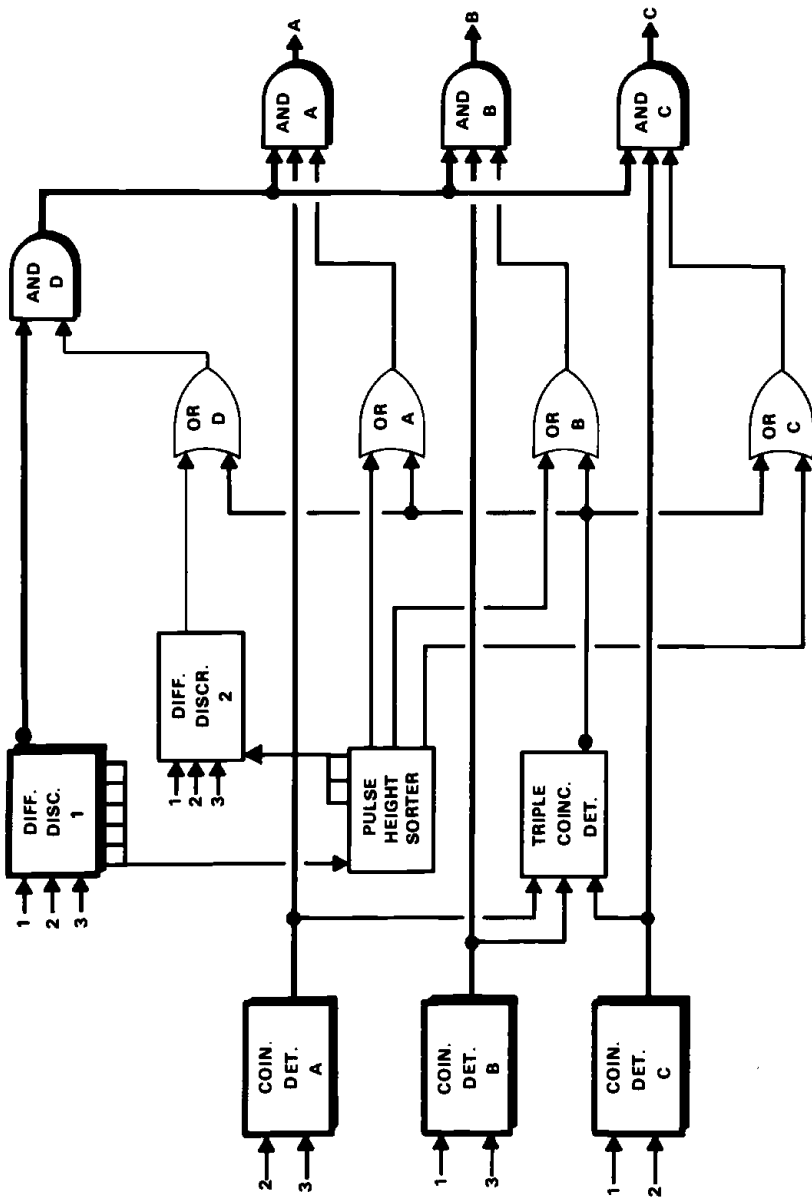 1
2
3
DIFF.
DISC.
1
AND
D
1
2
3
DIFF.
DISCR.
2
OR
D
2
3
COIN.
DET.
A
AND
A
A
PULSE
HEIGHT
SORTER
OR
A
1
3
COIN.
DET.
B
AND
B
B
TRIPLE
COINC.
DET.
OR
B
1
2
COIN.
DET.
C
AND
C
C
OR
C